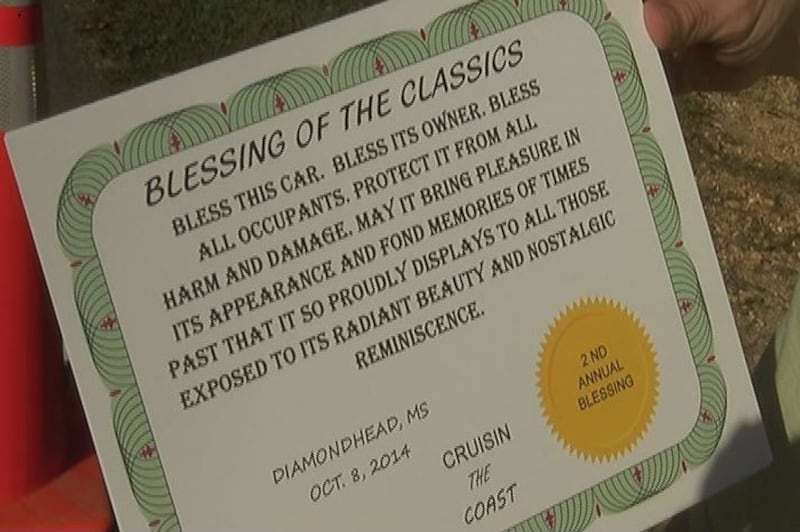 BLESSING OF THE CLASSICS
BLESS THIS CAR. BLESS ITS OWNER. BLESS
ALL OCCUPANTS. PROTECT IT FROM ALL
HARM AND DAMAGE. MAY IT BRING PLEASURE IN
ITS APPEARANCE AND FOND MEMORIES OF TIMES
PAST THAT IT SO PROUDLY DISPLAYS TO ALL THOSE
EXPOSED TO ITS RADIANT BEAUTY AND NOSTALGIC
REMINISCENCE.
2 ND
ANNUAL
BLESSING
DIAMONDHEAD, MS
OCT. 8, 2014
CRUISIN
THE
COAST